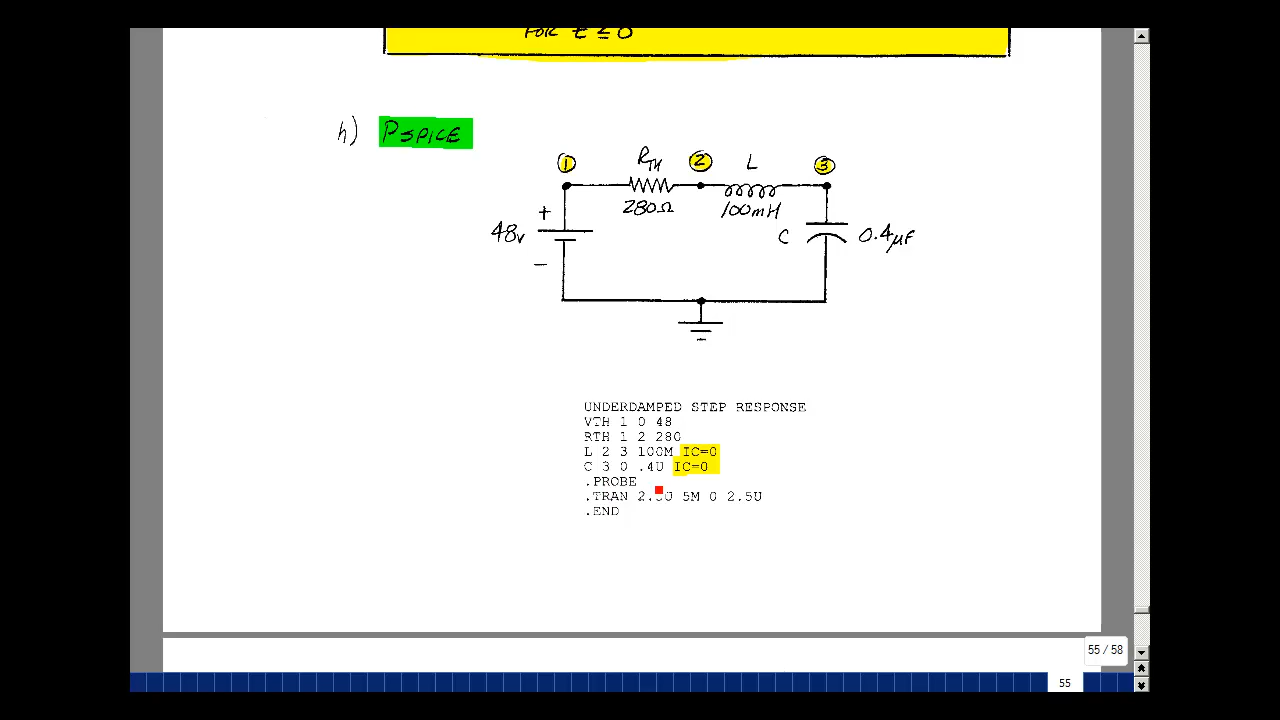 FOR t ≥ 0
h) PSPICE
1 RTH 2 L 3
280Ω 100mH
+ 48v − C 0.4µF
UNDERDAMPED STEP RESPONSE
VTH 1 0 48
RTH 1 2 280
L 2 3 100M IC=0
C 3 0 .4U IC=0
.PROBE
.TRAN 2.5U 5M 0 2.5U
.END
55 / 58
55